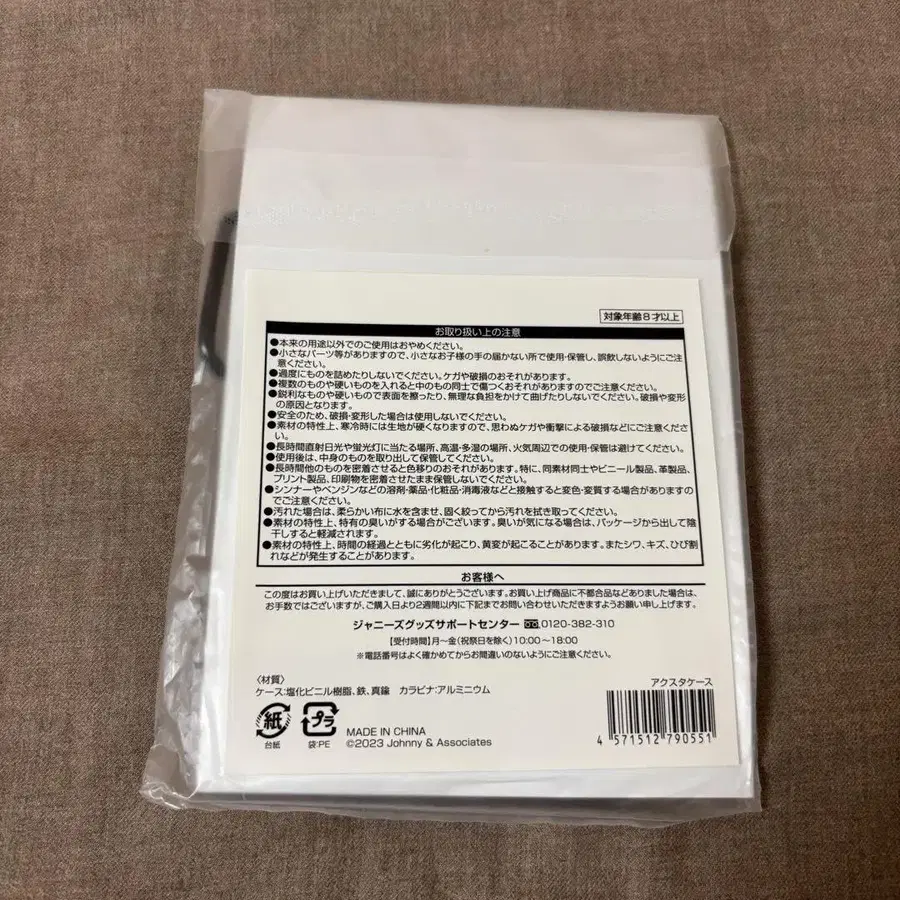 対象年齢8才以上
お取り扱い上の注意
●本来の用途以外でのご使用はおやめください。
●小さなパーツ等がありますので、小さなお子様の手の届かない所で使用・保管し、誤飲しないようにご注
意ください。
●過度にものを詰めたりしないでください。ケガや破損のおそれがあります。
●複数のものや硬いものを入れると中のもの同士で傷つくおそれがありますのでご注意ください。
●鋭利なものや硬いもので表面を擦ったり、無理な負担をかけて曲げたりしないでください。破損や変形
の原因となります。
●安全のため、破損・変形した場合は使用しないでください。
●素材の特性上、寒冷時には生地が硬くなりますので、思わぬケガや衝撃による破損などにご注意くださ
い。
●長時間直射日光や蛍光灯に当たる場所、高温・多湿の場所、火気周辺での使用・保管は避けてください。
●使用後は、中身のものを取り出して保管してください。
●長時間他のものを密着させると色移りのおそれがあります。特に、同素材同士やビニール製品、革製品、
プリント製品、印刷物を密着させたまま保管しないでください。
●シンナーやベンジンなどの溶剤・薬品・化粧品・消毒液などと接触すると変色・変質する場合がありますの
でご注意ください。
●汚れた場合は、柔らかい布に水を含ませ、固く絞ってから汚れを拭き取ってください。
●素材の特性上、特有の臭いがする場合がございます。臭いが気になる場合は、パッケージから出して陰
干しすると軽減されます。
●素材の特性上、時間の経過とともに劣化が起こり、黄変が起こることがあります。またシワ、キズ、ひび割
れなどが発生することがあります。
お客様へ
この度はお買い上げいただきまして、誠にありがとうございます。お買い上げ商品に不都合品などありました場合は、
お手数ではございますが、ご購入日より2週間以内に下記までお問い合わせいただきますようお願い申し上げます。
ジャニーズグッズサポートセンター 0120-382-310
【受付時間】月〜金(祝祭日を除く)10:00〜18:00
※電話番号はよく確かめてからお間違いのないようにご注意ください。
〈材質〉
ケース:塩化ビニル樹脂、鉄、真鍮 カラビナ:アルミニウム
アクスタケース
紙
台紙
プラ
袋:PE
MADE IN CHINA
©2023 Johnny & Associates
4 571512 790551